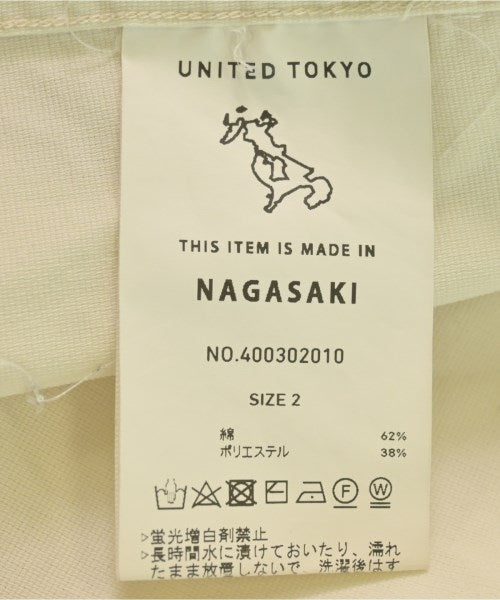 UNITED TOKYO
THIS ITEM IS MADE IN
NAGASAKI
NO.400302010
SIZE 2
綿 62%
ポリエステル 38%
F W
▷蛍光増白剤禁止
▷長時間水に漬けておいたり、濡れ
たまま放置しないで、洗濯後はす